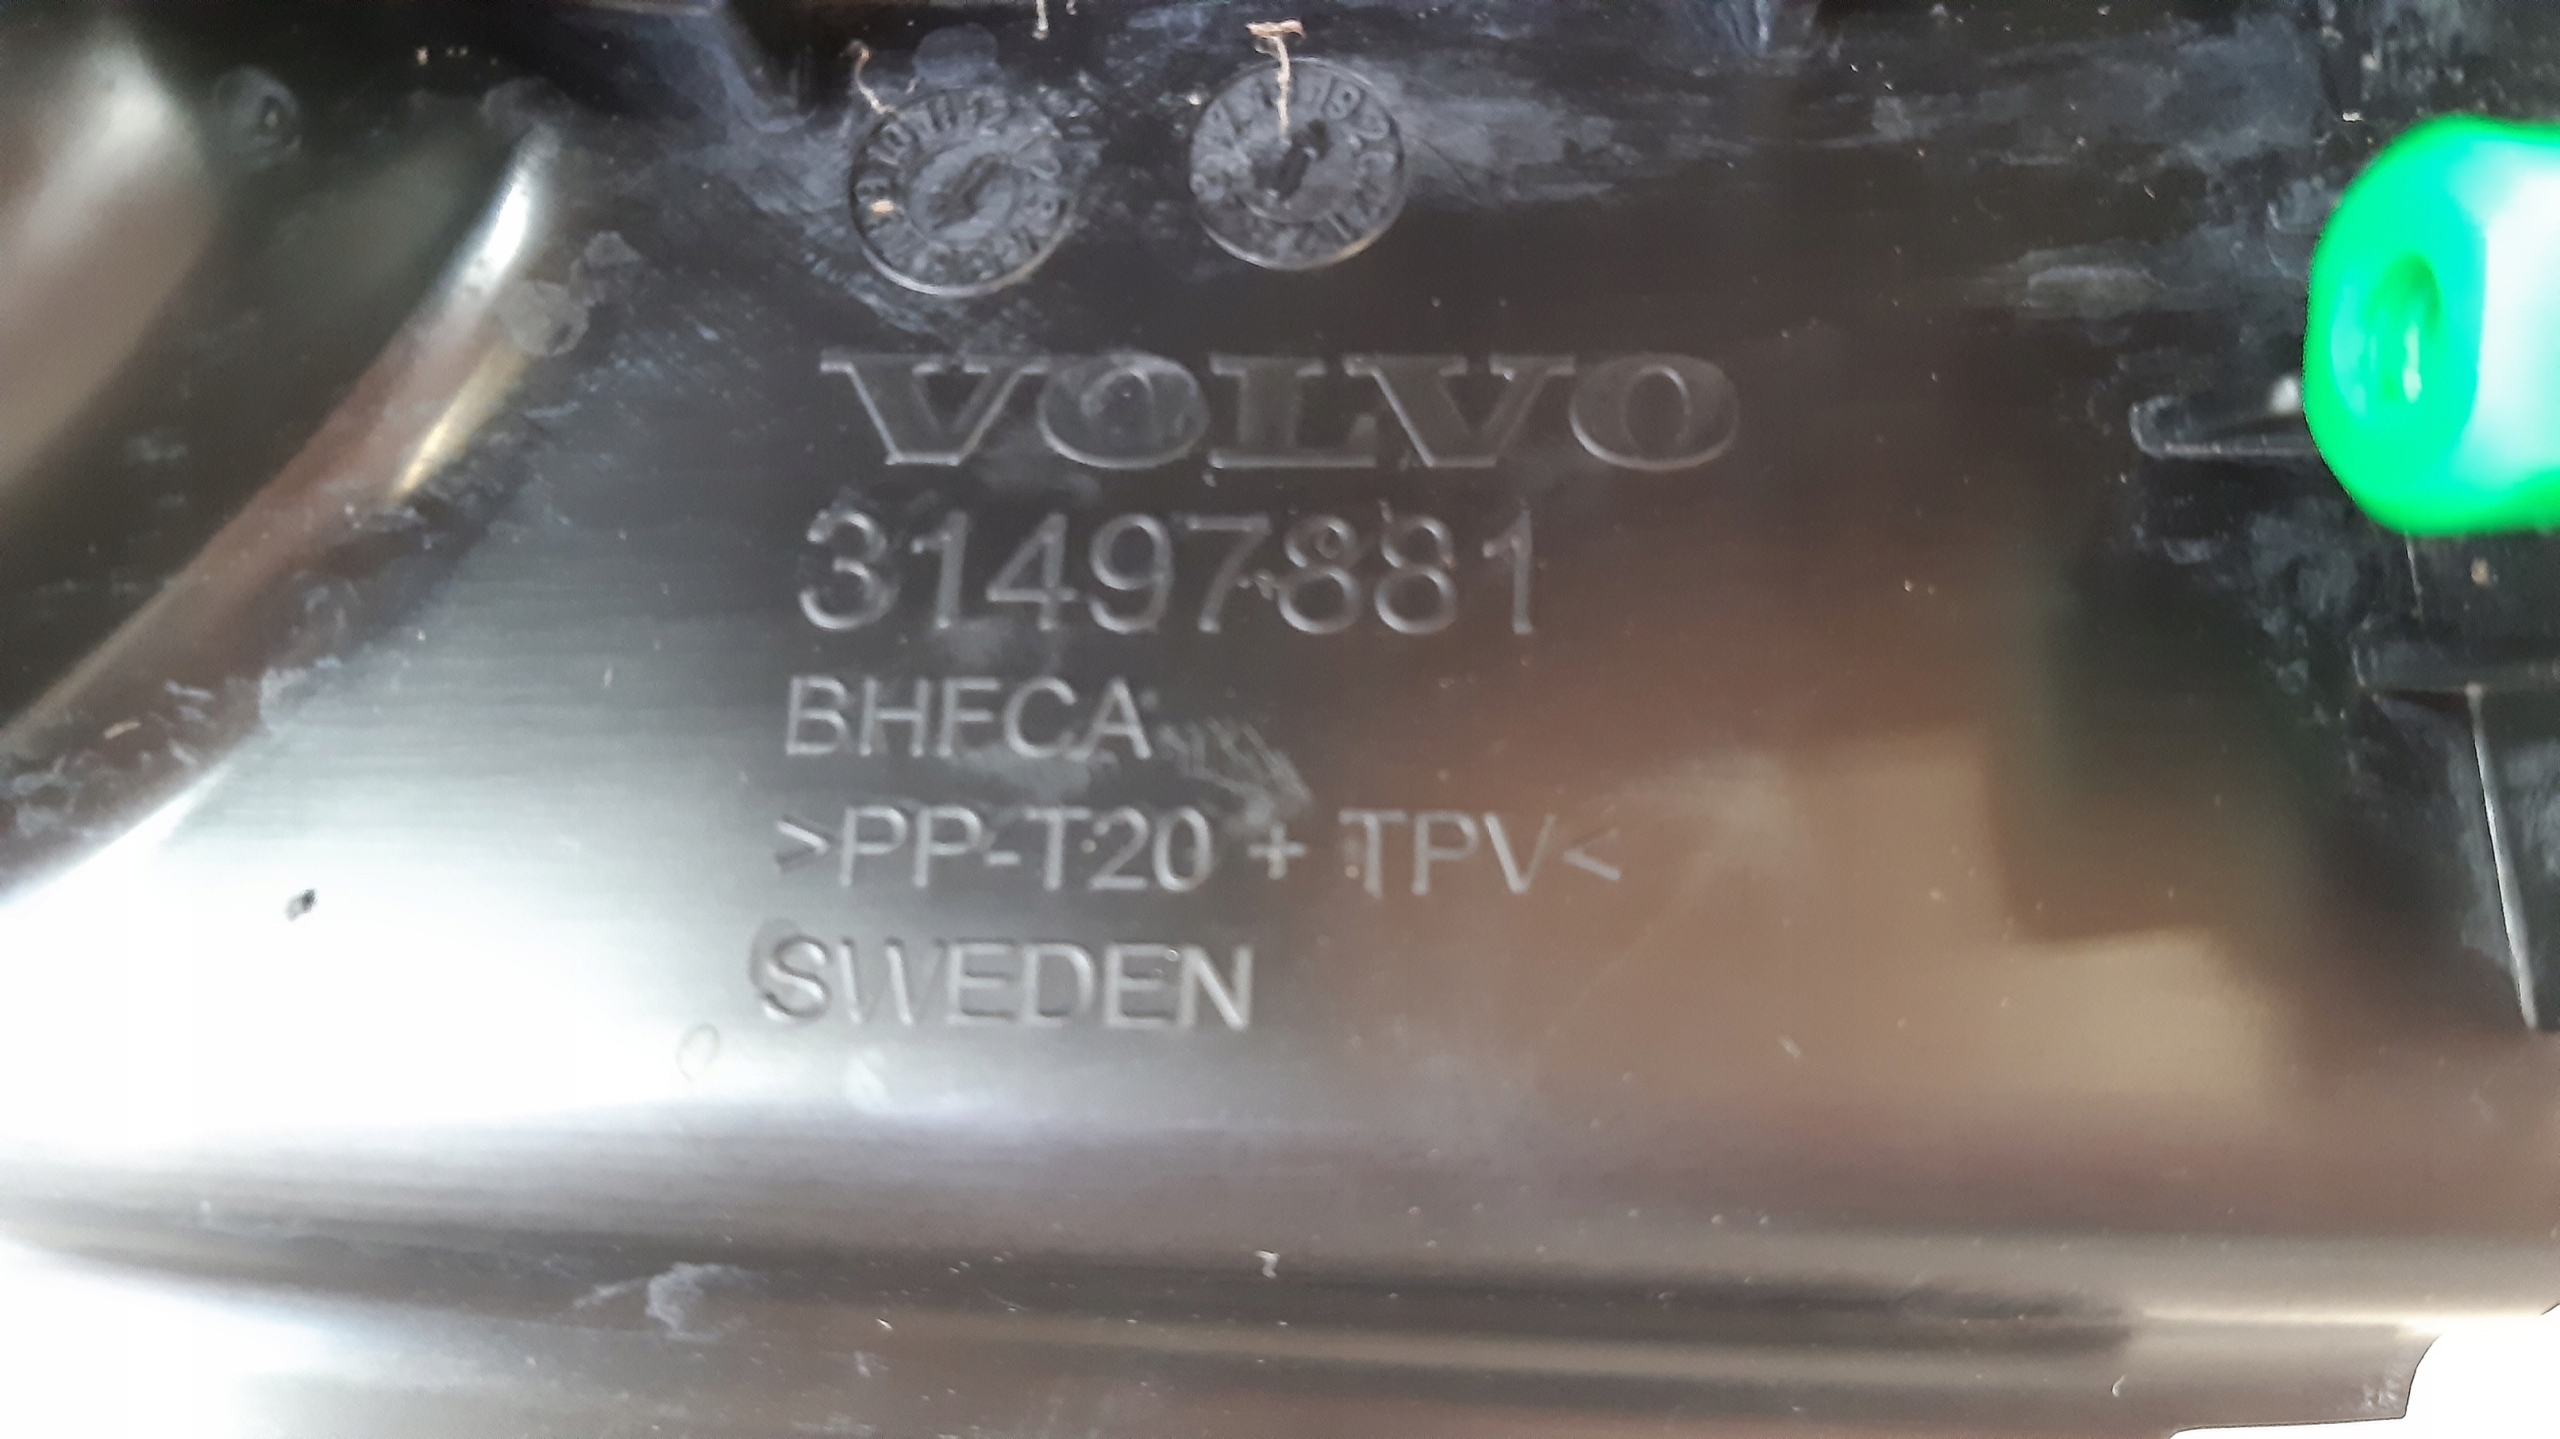 VOLVO
31497881
BHFCA
>PP-T20 + TPV<
SWEDEN